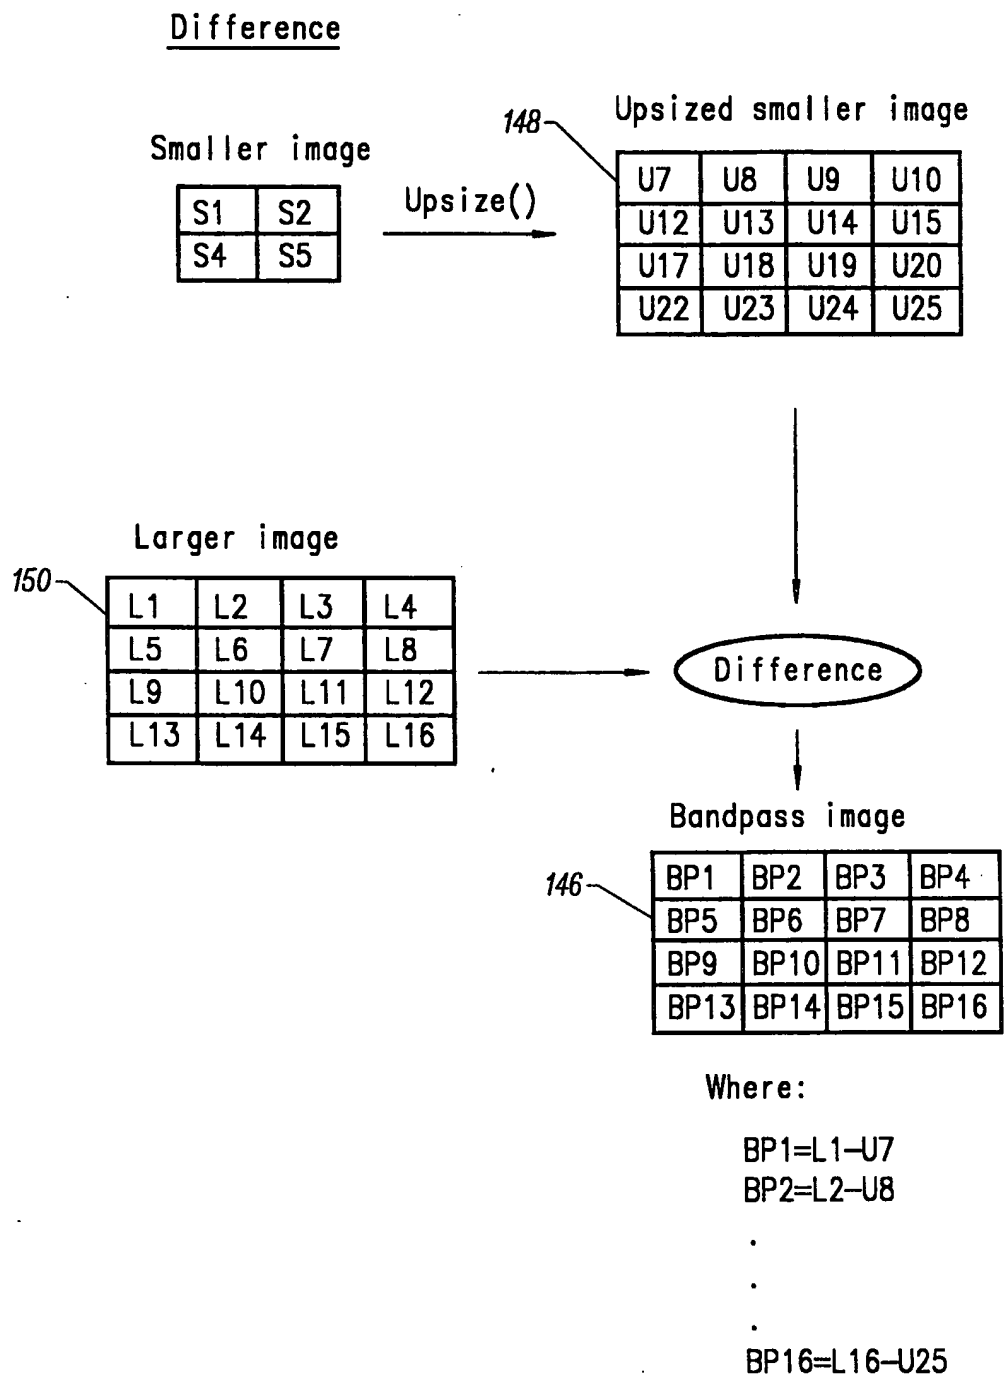 Difference
Smaller image
S1 S2
S4 S5
Upsize()
148
Upsized smaller image
U7 U8 U9 U10
U12 U13 U14 U15
U17 U18 U19 U20
U22 U23 U24 U25
Larger image
150
L1 L2 L3 L4
L5 L6 L7 L8
L9 L10 L11 L12
L13 L14 L15 L16
Difference
Bandpass image
146
BP1 BP2 BP3 BP4
BP5 BP6 BP7 BP8
BP9 BP10 BP11 BP12
BP13 BP14 BP15 BP16
Where:
BP1=L1–U7
BP2=L2–U8
.
.
.
BP16=L16–U25